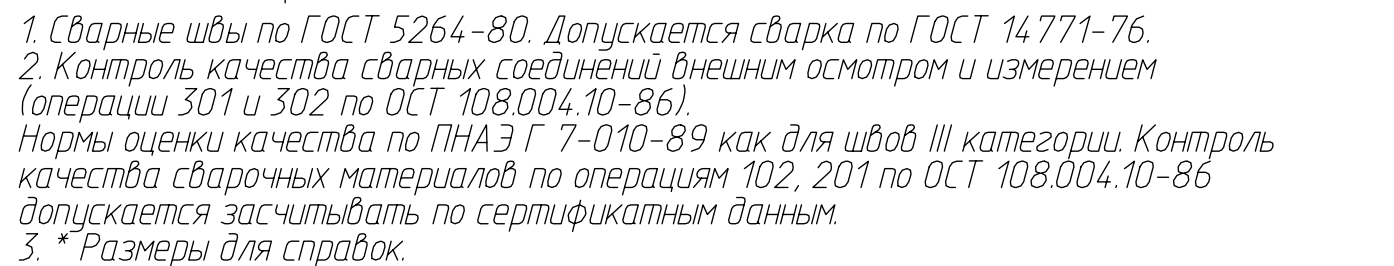 1. Сварные швы по ГОСТ 5264-80. Допускается сварка по ГОСТ 14771-76.
2. Контроль качества сварных соединений внешним осмотром и измерением
(операции 301 и 302 по ОСТ 108.004.10-86).
Нормы оценки качества по ПНАЭ Г 7-010-89 как для швов III категории. Контроль
качества сварочных материалов по операциям 102, 201 по ОСТ 108.004.10-86
допускается засчитывать по сертификатным данным.
3. * Размеры для справок.